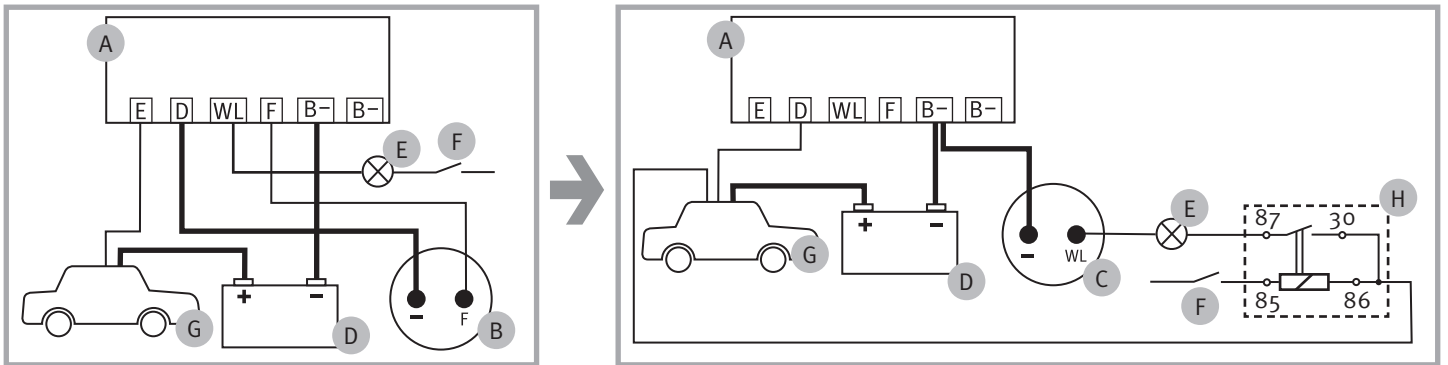 A
E D WL F B– B–
E F
+ –
– F
G D B
A
E D WL F B– B–
E H
87 30
+ –
– WL
G D C
F
85 86